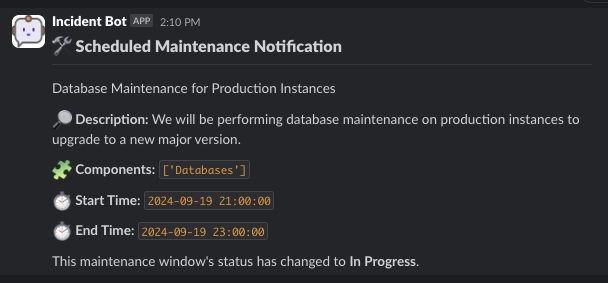 Incident Bot APP 2:10 PM
Scheduled Maintenance Notification
Database Maintenance for Production Instances
Description: We will be performing database maintenance on production instances to
upgrade to a new major version.
Components: ['Databases']
Start Time: 2024-09-19 21:00:00
End Time: 2024-09-19 23:00:00
This maintenance window's status has changed to In Progress.